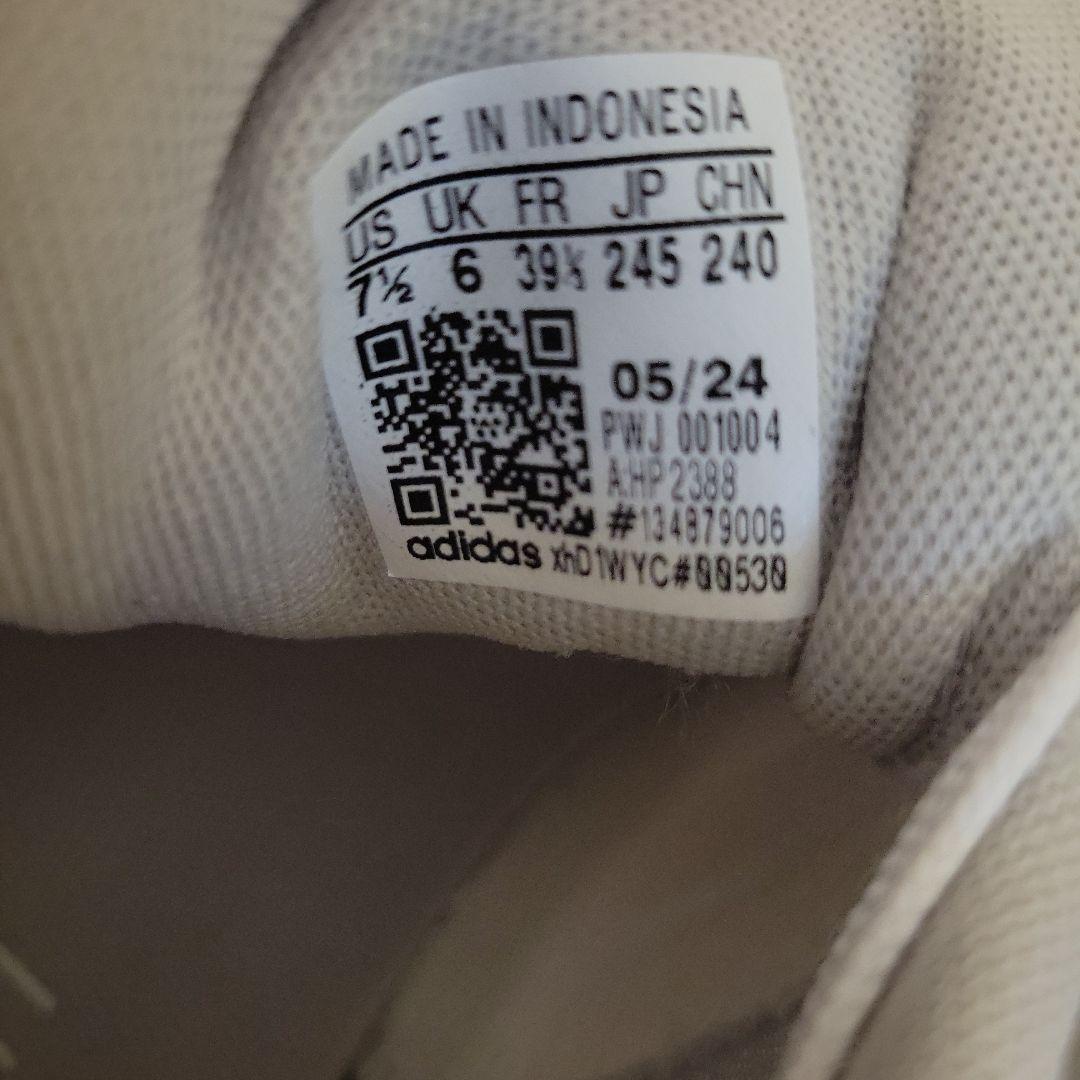 MADE IN INDONESIA
US UK FR JP CHN
7½ 6 39⅓ 245 240
05/24
PWJ 001004
A:HP2388
#134879006
adidas xhD1WYC#00530